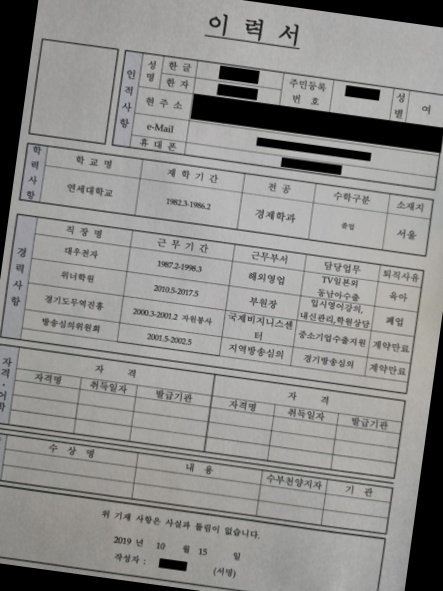 이 력 서
인적사항
성명 한글 주민등록번호 성별 여
한자
현주소
e-Mail
휴대폰
학력사항
학교명 재학기간 전공 수학구분 소재지
연세대학교 1982.3-1986.2 경제학과 졸업 서울
경력사항
직장명 근무기간 근무부서 담당업무 퇴직사유
대우전자 1987.2-1998.3 해외영업 TV일본외 동남아수출 육아
위너학원 2010.5-2017.5 부원장 입시영어강의, 내신관리,학원상담 폐업
경기도무역진흥 2000.3-2001.2 자원봉사 국제비지니스센터 중소기업수출지원 계약만료
방송심의위원회 2001.5-2002.5 지역방송심의 경기방송심의 계약만료
자격
자격 자격
자격명 취득일자 발급기관 자격명 취득일자 발급기관
수상명 내용 수부천양지자 기관
위 기재 사항은 사실과 틀림이 없습니다.
2019 년 10 월 15 일
작성자 : (서명)